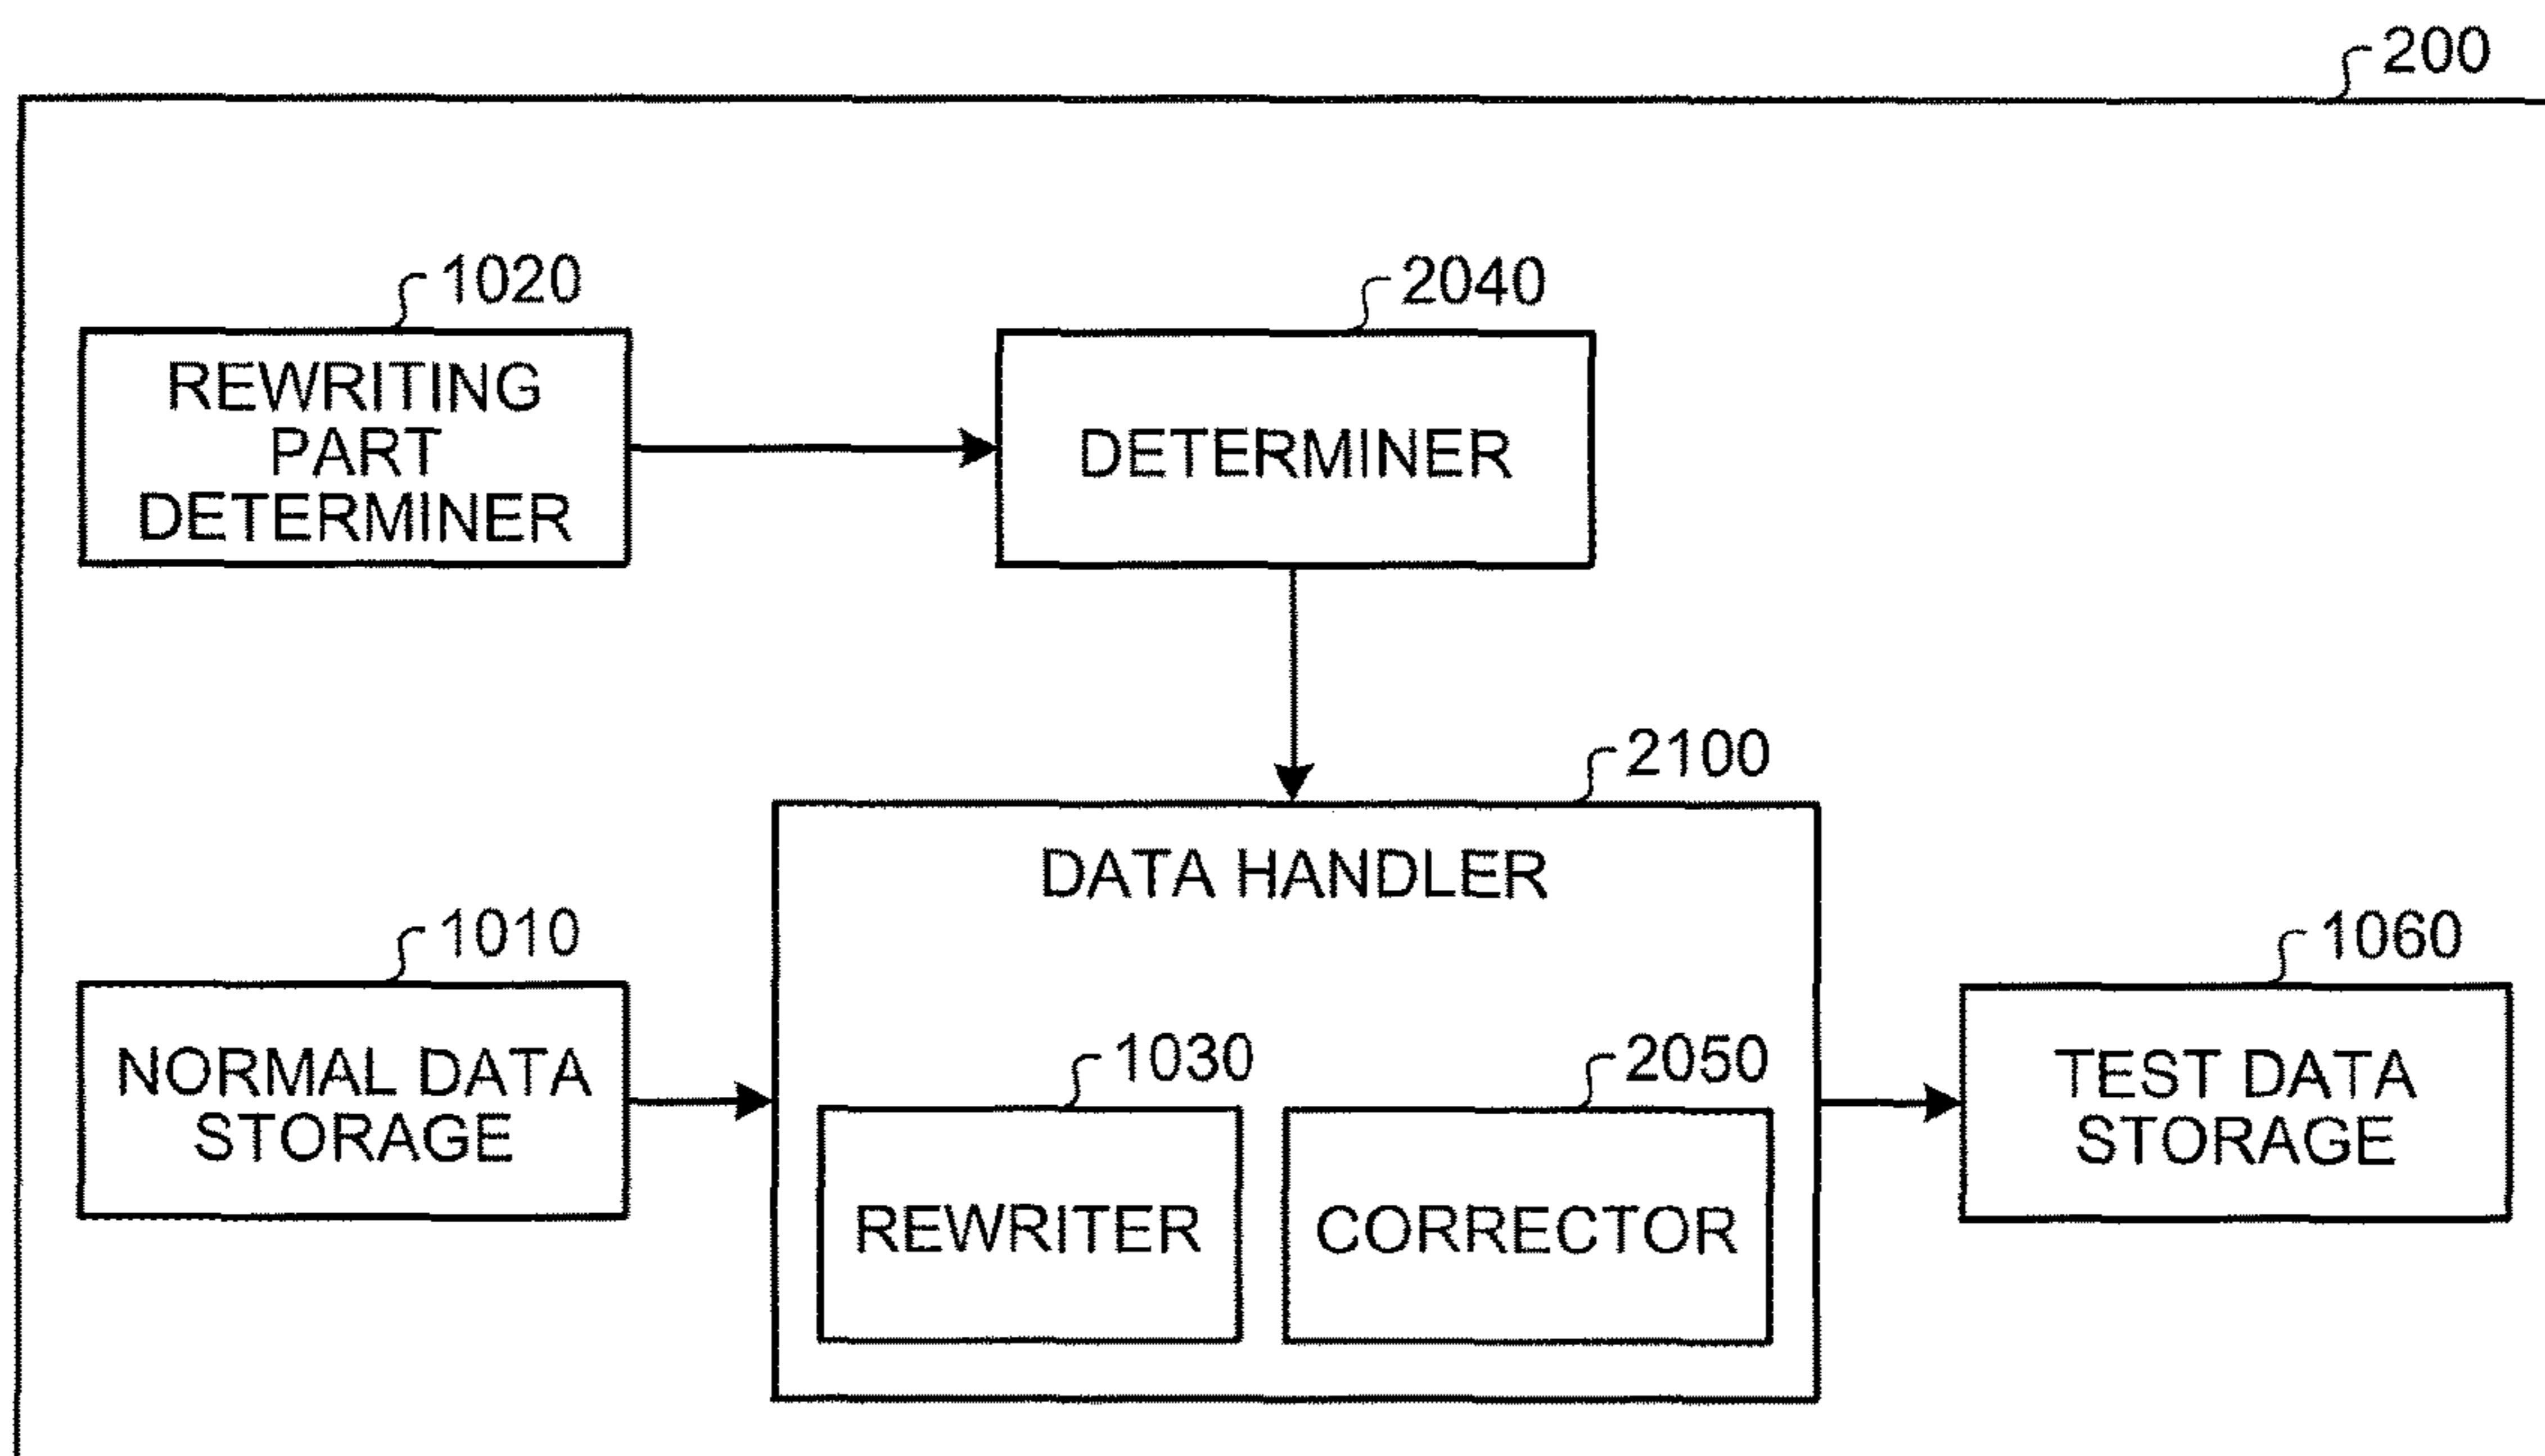 200
1020
REWRITING
PART
DETERMINER
2040
DETERMINER
2100
DATA HANDLER
1010
NORMAL DATA
STORAGE
1030
REWRITER
2050
CORRECTOR
1060
TEST DATA
STORAGE